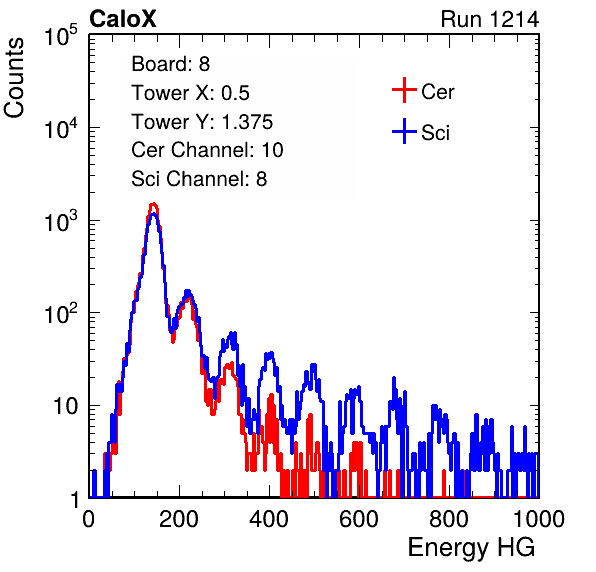 CaloX Run 1214
Counts
10^5
10^4
10^3
10^2
10
1
Board: 8
Tower X: 0.5
Tower Y: 1.375
Cer Channel: 10
Sci Channel: 8
Cer
Sci
0 200 400 600 800 1000
Energy HG